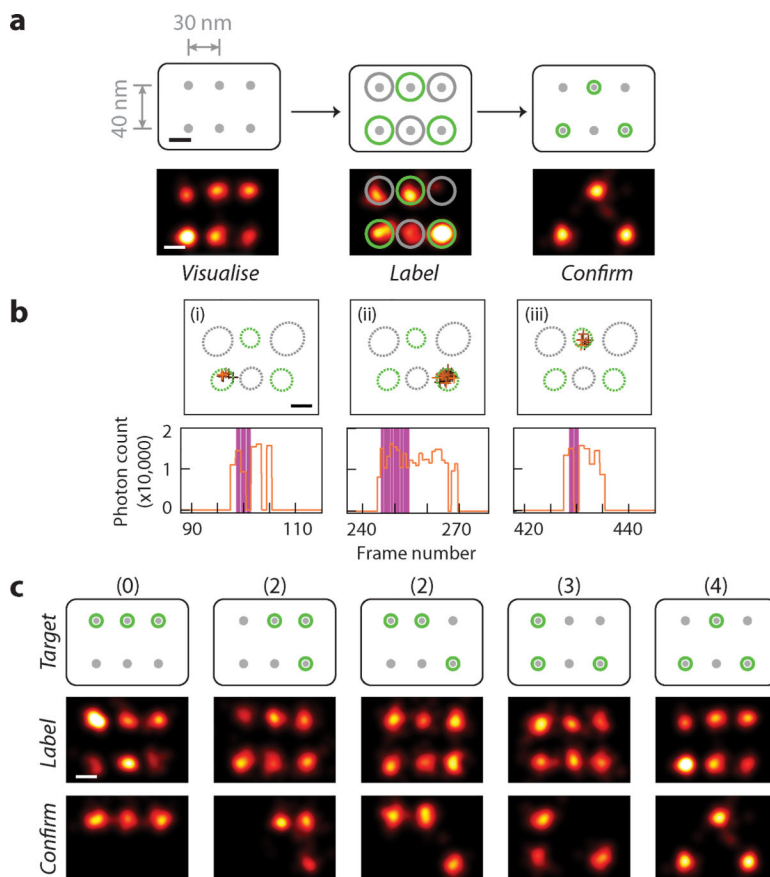 a
30 nm
40 nm
Visualise
Label
Confirm
b
(i)
(ii)
(iii)
Photon count
(x10,000)
2
1
0
90
110
240
270
420
440
Frame number
c
(0)
(2)
(2)
(3)
(4)
Target
Label
Confirm